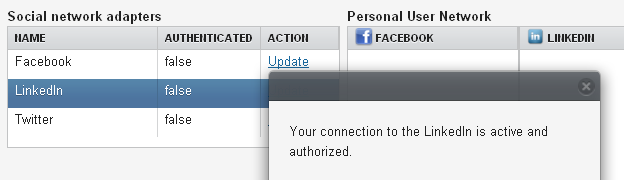 Social network adapters Personal User Network
NAME AUTHENTICATED ACTION FACEBOOK LINKEDIN
Facebook false Update
LinkedIn false
Twitter false
Your connection to the LinkedIn is active and
authorized.